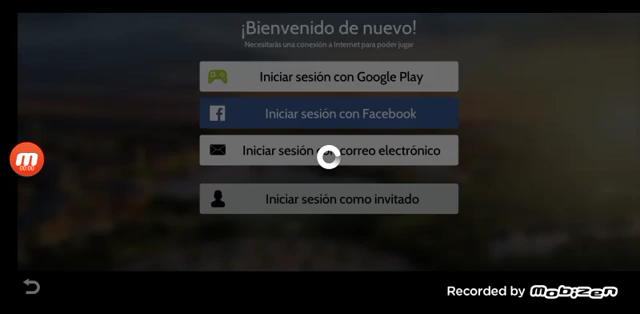 ¡Bienvenido de nuevo!
Necesitarás una conexión a Internet para poder jugar
Iniciar sesión con Google Play
Iniciar sesión con Facebook
Iniciar sesión con correo electrónico
Iniciar sesión como invitado
00:00
Recorded by Mobizen